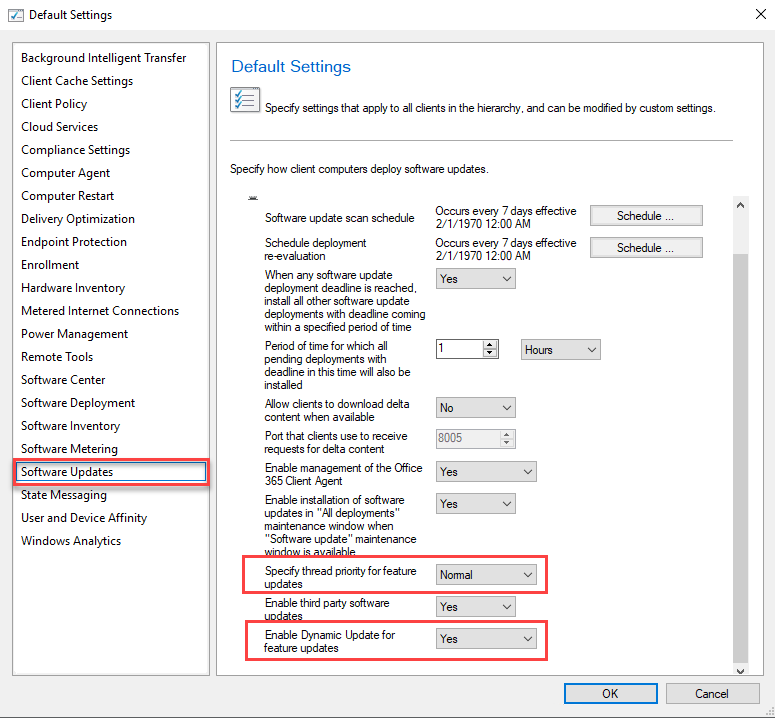 Default Settings
Background Intelligent Transfer
Client Cache Settings
Client Policy
Cloud Services
Compliance Settings
Computer Agent
Computer Restart
Delivery Optimization
Endpoint Protection
Enrollment
Hardware Inventory
Metered Internet Connections
Power Management
Remote Tools
Software Center
Software Deployment
Software Inventory
Software Metering
Software Updates
State Messaging
User and Device Affinity
Windows Analytics
Default Settings
Specify settings that apply to all clients in the hierarchy, and can be modified by custom settings.
Specify how client computers deploy software updates.
Software update scan schedule
Occurs every 7 days effective
2/1/1970 12:00 AM
Schedule ...
Schedule deployment
re-evaluation
Occurs every 7 days effective
2/1/1970 12:00 AM
Schedule ...
When any software update
deployment deadline is reached,
install all other software update
deployments with deadline coming
within a specified period of time
Yes
Period of time for which all
pending deployments with
deadline in this time will also be
installed
1
Hours
Allow clients to download delta
content when available
No
Port that clients use to receive
requests for delta content
8005
Enable management of the Office
365 Client Agent
Yes
Enable installation of software
updates in "All deployments"
maintenance window when
"Software update" maintenance
window is available
Yes
Specify thread priority for feature
updates
Normal
Enable third party software
updates
Yes
Enable Dynamic Update for
feature updates
Yes
OK
Cancel